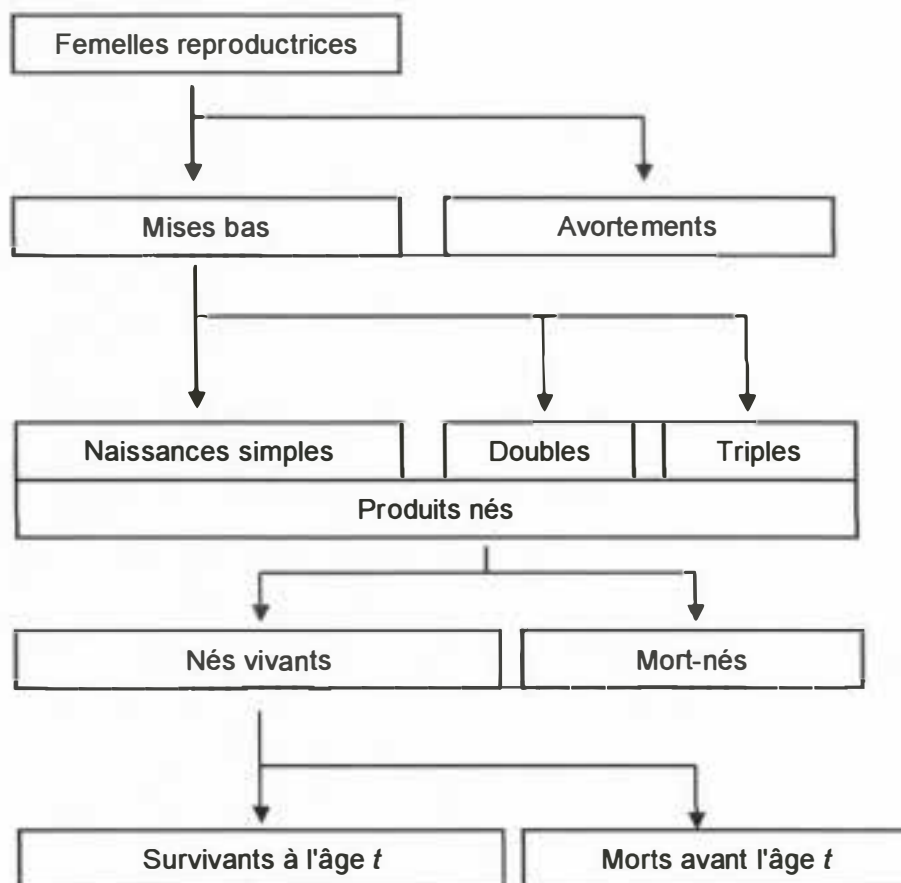 Femelles reproductrices
Mises bas
Avortements
Naissances simples
Doubles
Triples
Produits nés
Nés vivants
Mort-nés
Survivants à l'âge t
Morts avant l'âge t